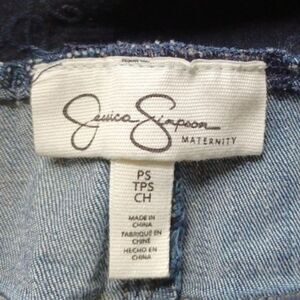 Jessica Simpson
MATERNITY
PS
TPS
CH
MADE IN
CHINA
FABRIQUÉ EN
CHINE
HECHO EN
CHINA